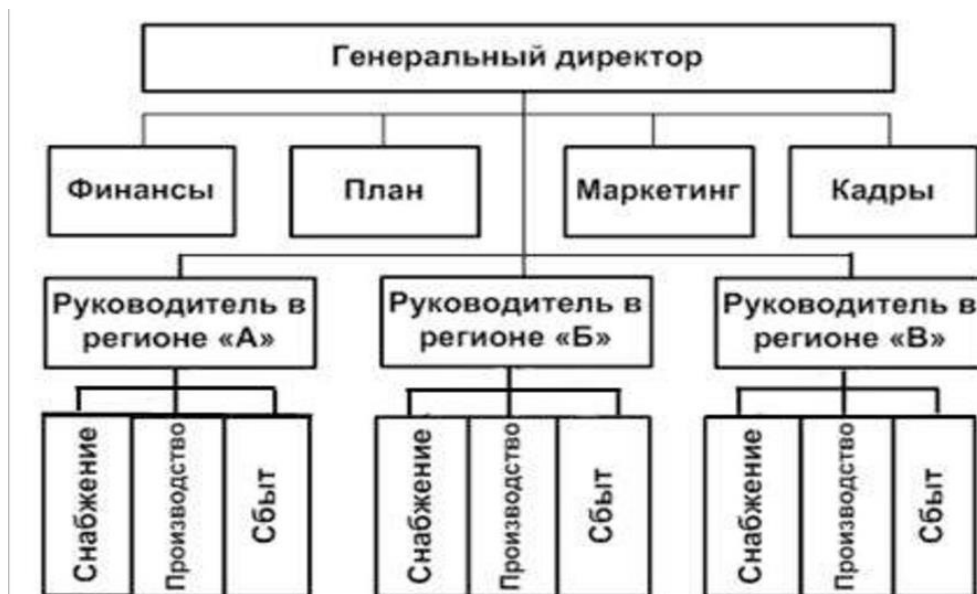 Генеральный директор
Финансы
План
Маркетинг
Кадры
Руководитель в
регионе «А»
Руководитель в
регионе «Б»
Руководитель в
регионе «В»
Снабжение
Производство
Сбыт
Снабжение
Производство
Сбыт
Снабжение
Производство
Сбыт